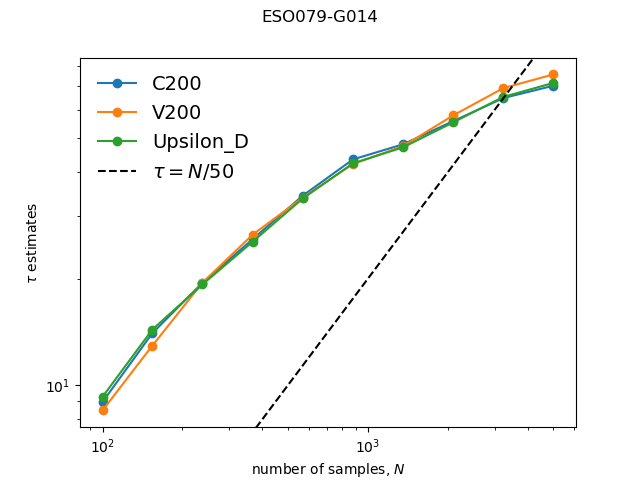 ESO079-G014
C200
V200
Upsilon_D
τ = N/50
τ estimates
10¹
10² 10³
number of samples, N